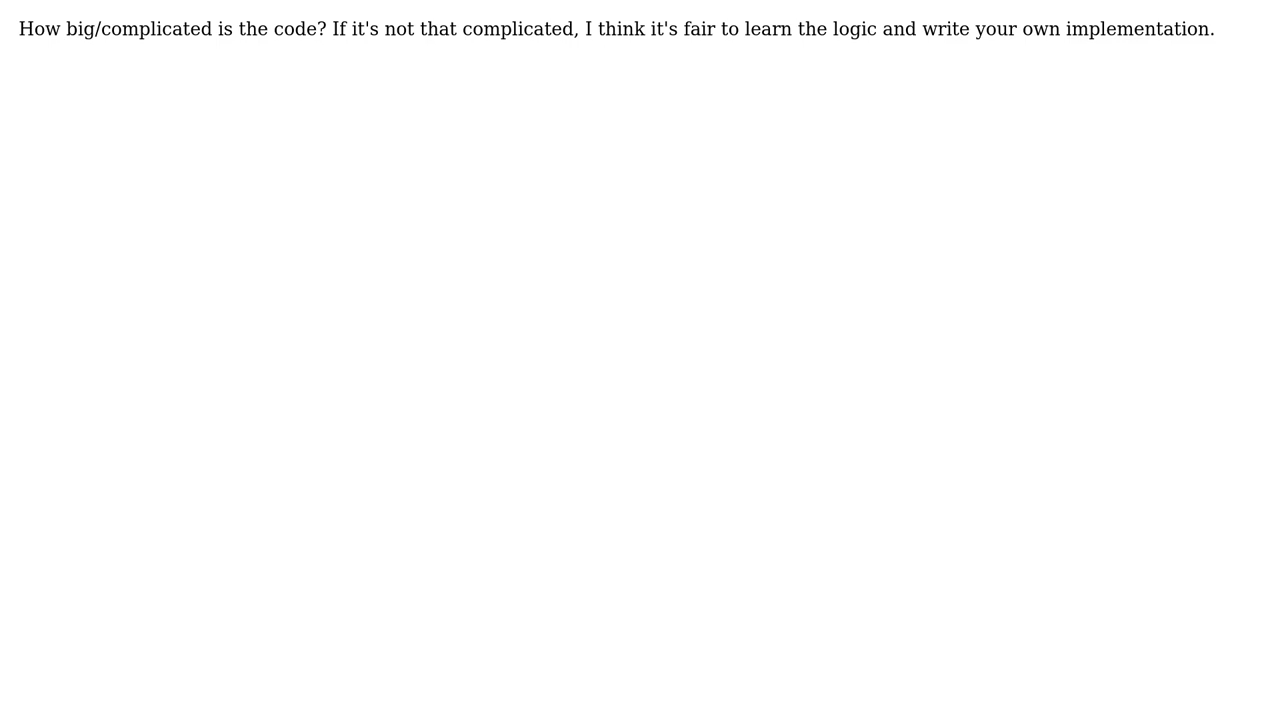 How big/complicated is the code? If it's not that complicated, I think it's fair to learn the logic and write your own implementation.